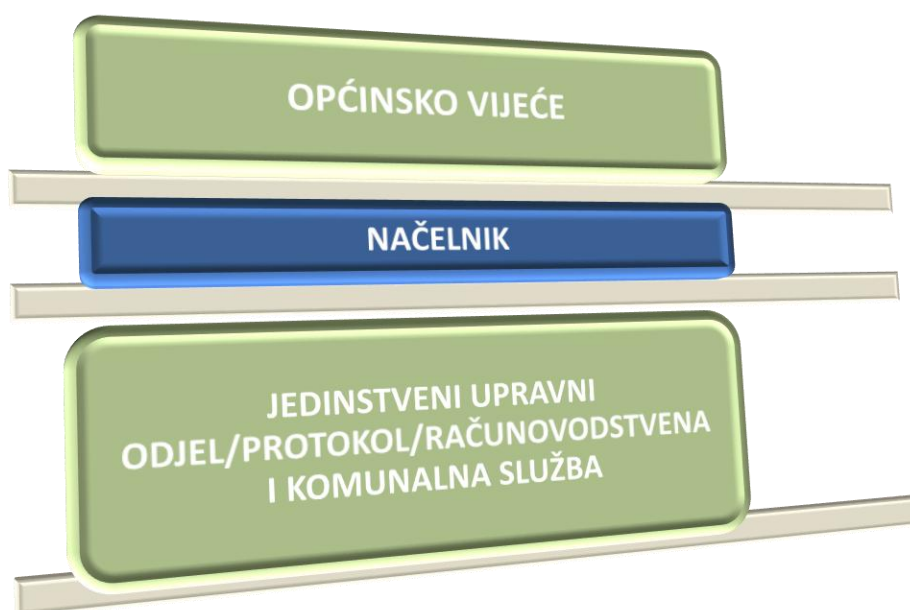 OPĆINSKO VIJEĆE
NAČELNIK
JEDINSTVENI UPRAVNI
ODJEL/PROTOKOL/RAČUNOVODSTVENA
I KOMUNALNA SLUŽBA